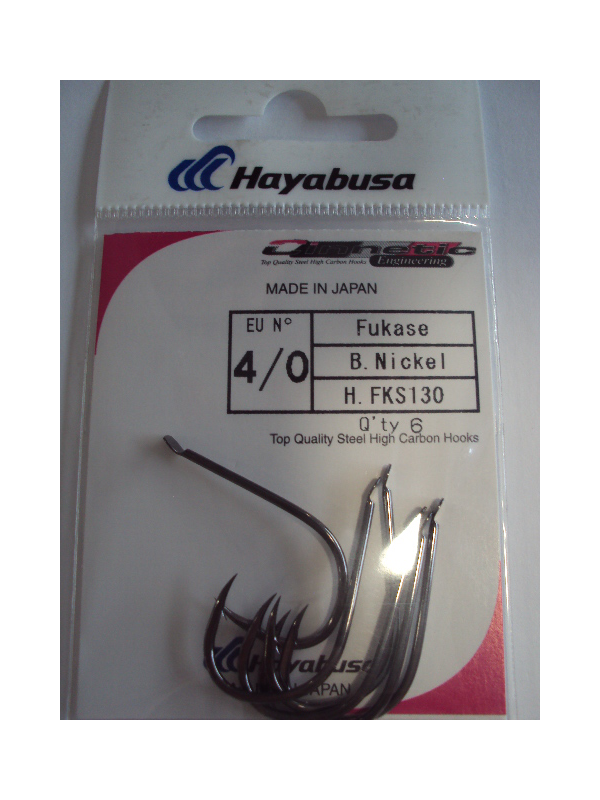 Hayabusa
Top Quality Steel High Carbon Hooks
Engineering
MADE IN JAPAN
EU Nº
4/0
Fukase
B.Nickel
H.FKS130
Q'ty 6
Top Quality Steel High Carbon Hooks
Hayabusa
JAPAN